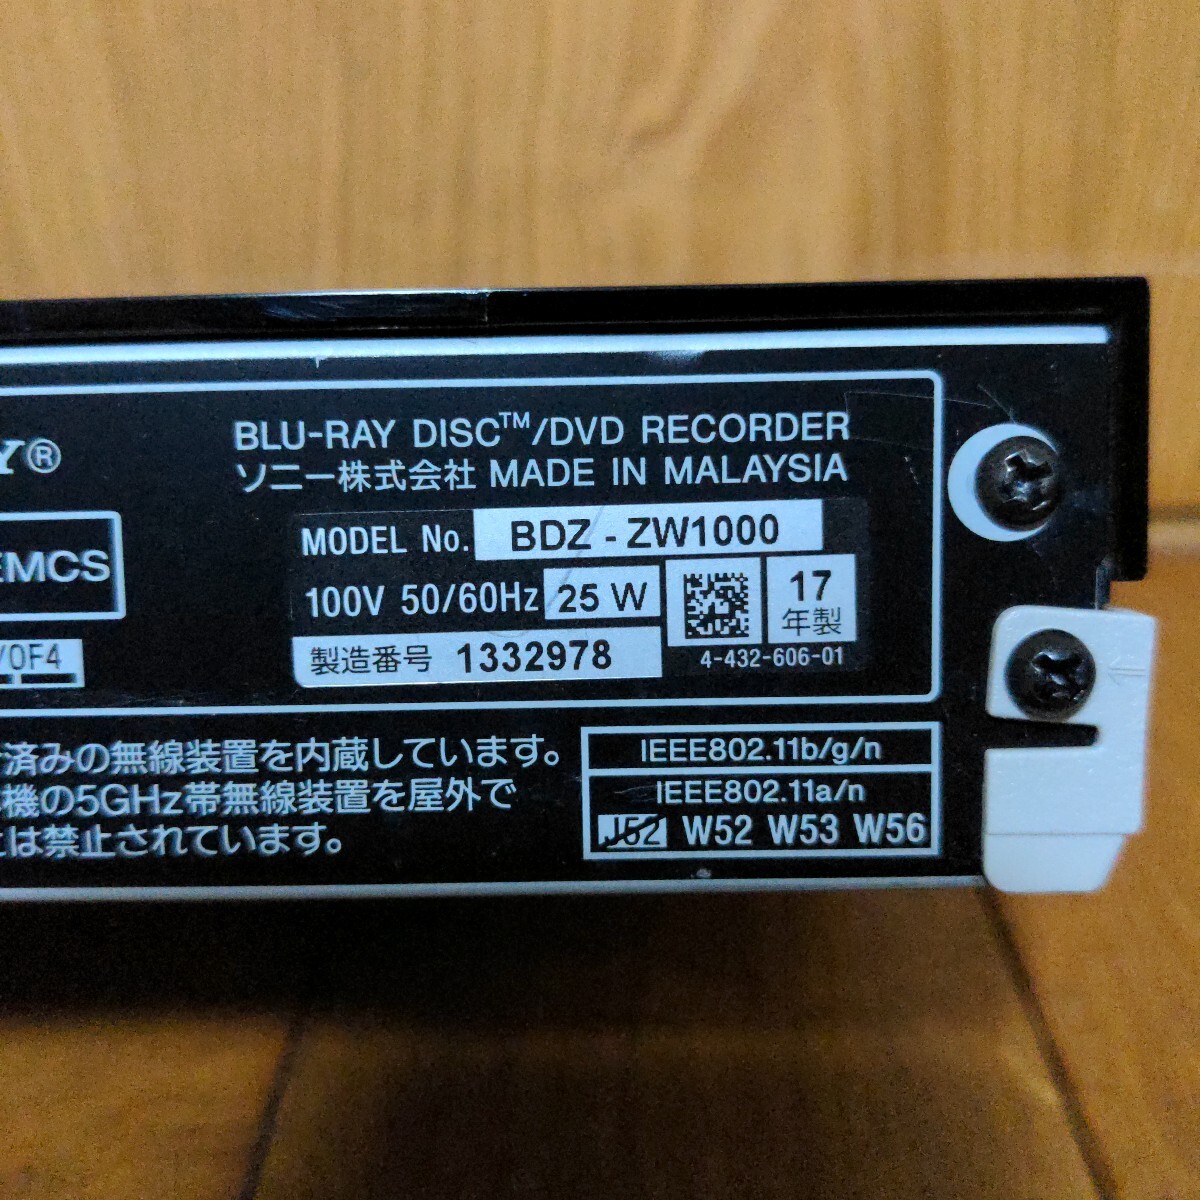 BLU-RAY DISC™/DVD RECORDER
ソニー株式会社 MADE IN MALAYSIA
MODEL No. BDZ - ZW1000
100V 50/60Hz 25 W
17
年製
製造番号 1332978
4-432-606-01
Y®
EMCS
/0F4
済みの無線装置を内蔵しています。
機の5GHz帯無線装置を屋外で
は禁止されています。
IEEE802.11b/g/n
IEEE802.11a/n
J52 W52 W53 W56